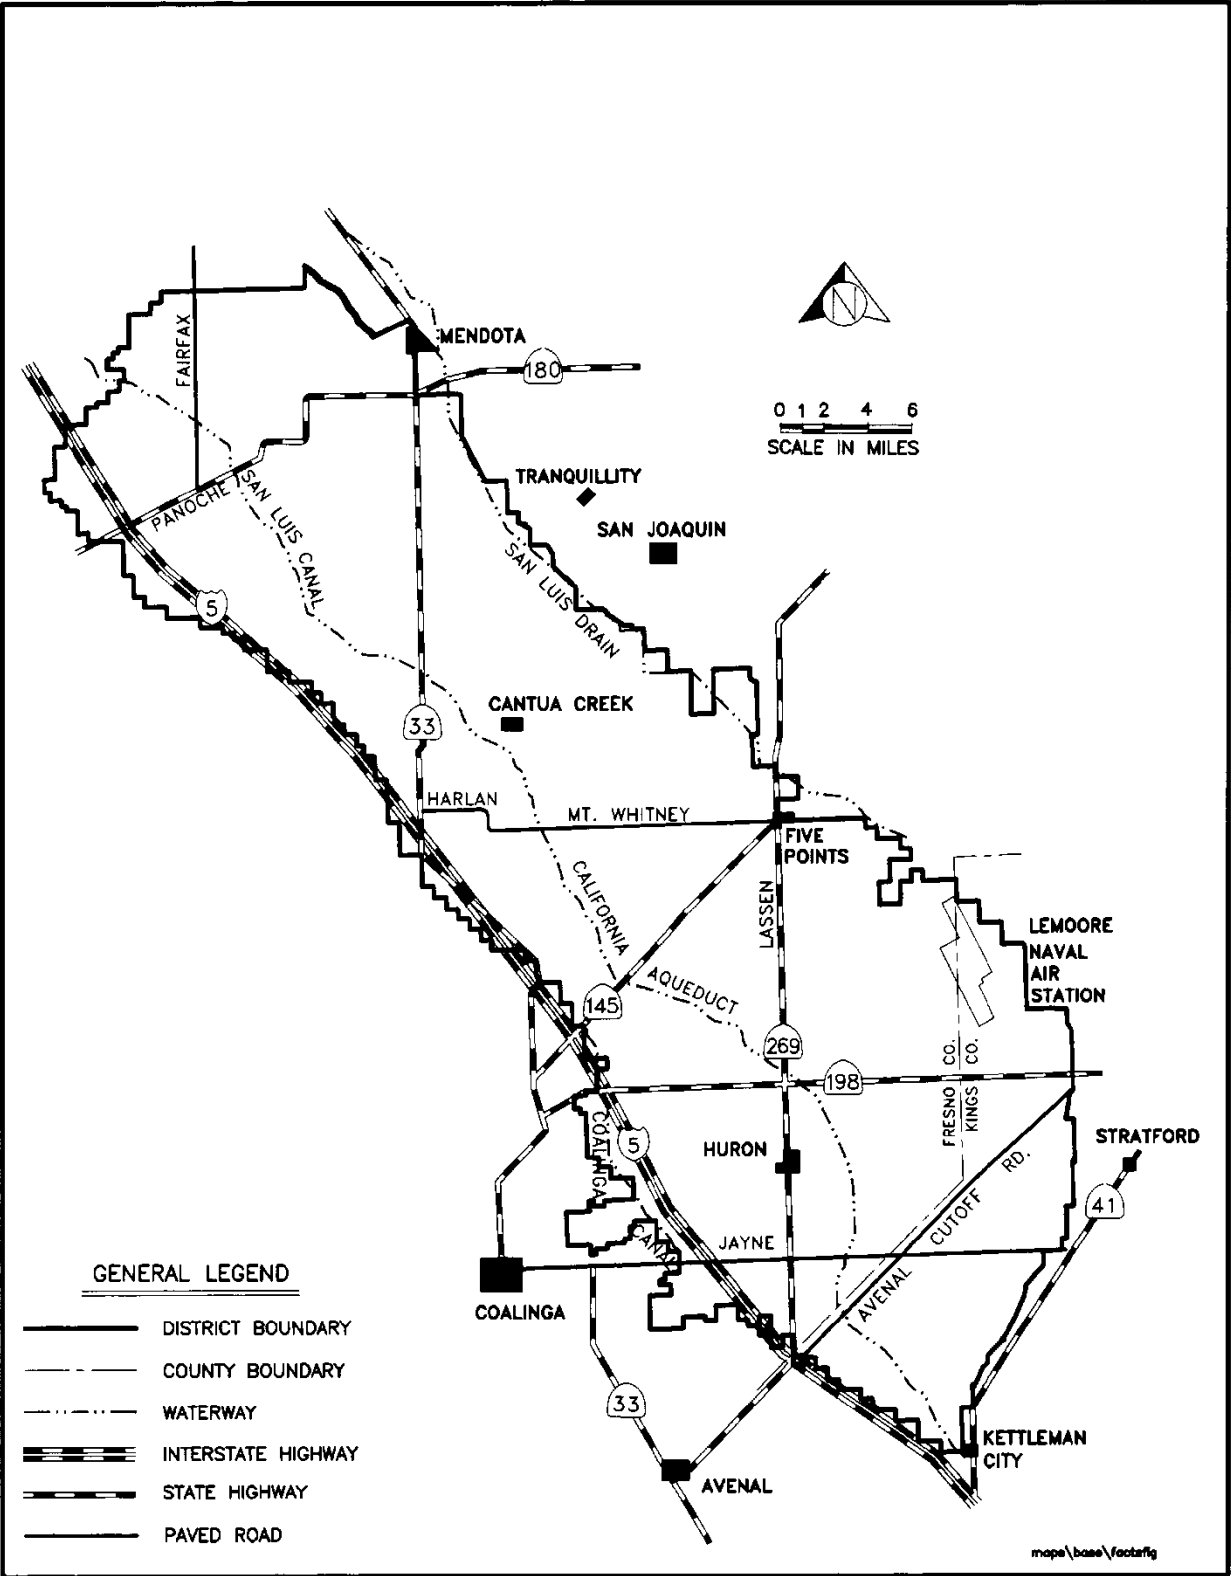 MENDOTA
FAIRFAX
180
N
0 1 2 4 6
SCALE IN MILES
TRANQUILLITY
PANOCHE
SAN LUIS CANAL
SAN JOAQUIN
SAN LUIS DRAIN
5
CANTUA CREEK
33
HARLAN
MT. WHITNEY
FIVE
POINTS
CALIFORNIA
AQUEDUCT
LASSEN
LEMOORE
NAVAL
AIR
STATION
145
269
198
FRESNO CO.
KINGS CO.
COALINGA
CANAL
5
HURON
STRATFORD
AVENAL CUTOFF RD.
41
JAYNE
COALINGA
33
AVENAL
KETTLEMAN
CITY
GENERAL LEGEND
DISTRICT BOUNDARY
COUNTY BOUNDARY
WATERWAY
INTERSTATE HIGHWAY
STATE HIGHWAY
PAVED ROAD
maps\base\factsfig